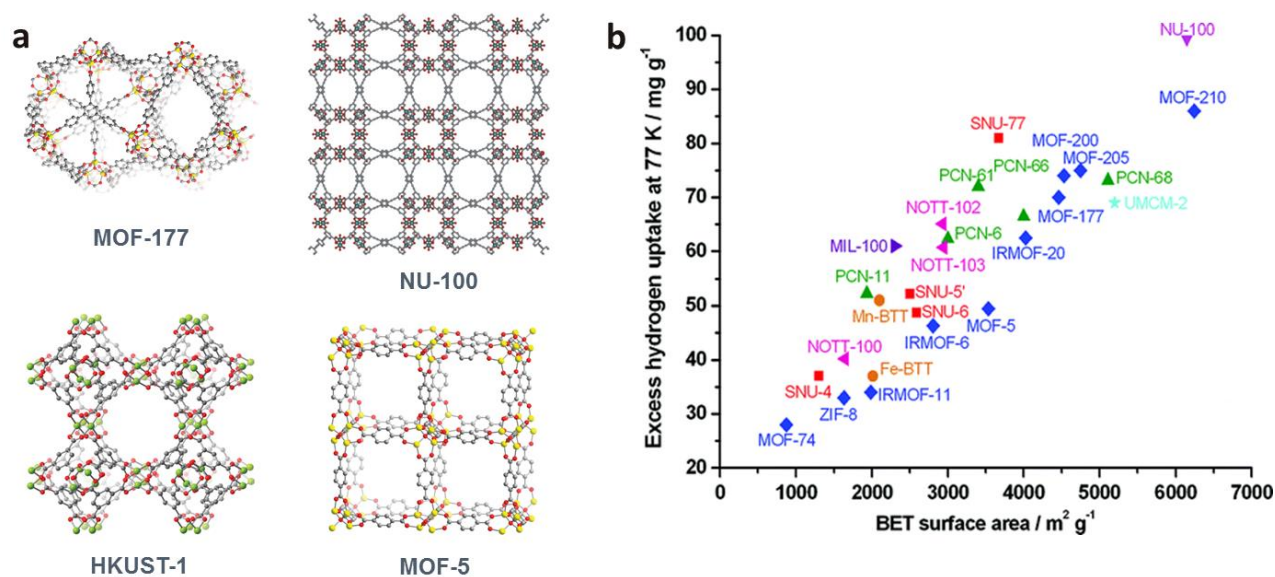 a
MOF-177
NU-100
HKUST-1
MOF-5
b
Excess hydrogen uptake at 77 K / mg g⁻¹
100
90
80
70
60
50
40
30
20
NU-100
MOF-210
SNU-77
MOF-200
MOF-205
PCN-66
PCN-61
PCN-68
UMCM-2
MOF-177
NOTT-102
PCN-6
IRMOF-20
MIL-100
NOTT-103
PCN-11
SNU-5'
Mn-BTT
SNU-6
MOF-5
IRMOF-6
NOTT-100
Fe-BTT
SNU-4
IRMOF-11
ZIF-8
MOF-74
0 1000 2000 3000 4000 5000 6000 7000
BET surface area / m² g⁻¹